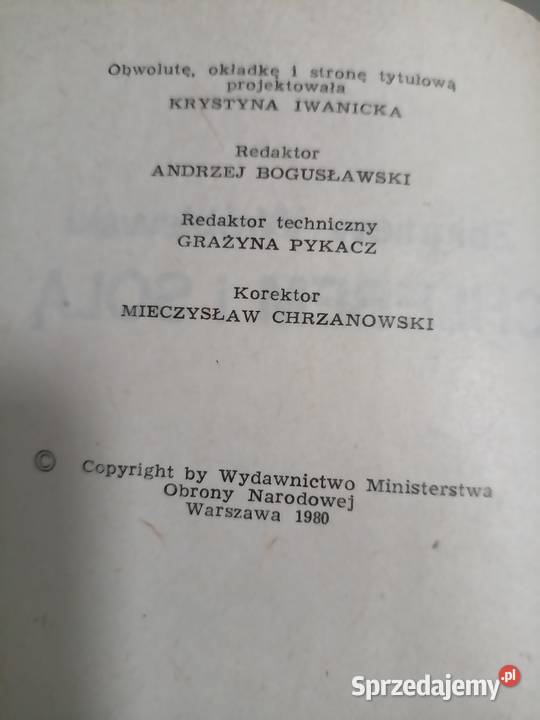 Obwolutę, okładkę i stronę tytułową
projektowała
KRYSTYNA IWANICKA
Redaktor
ANDRZEJ BOGUSŁAWSKI
Redaktor techniczny
GRAŻYNA PYKACZ
Korektor
MIECZYSŁAW CHRZANOWSKI
© Copyright by Wydawnictwo Ministerstwa
Obrony Narodowej
Warszawa 1980
Sprzedajemy.pl